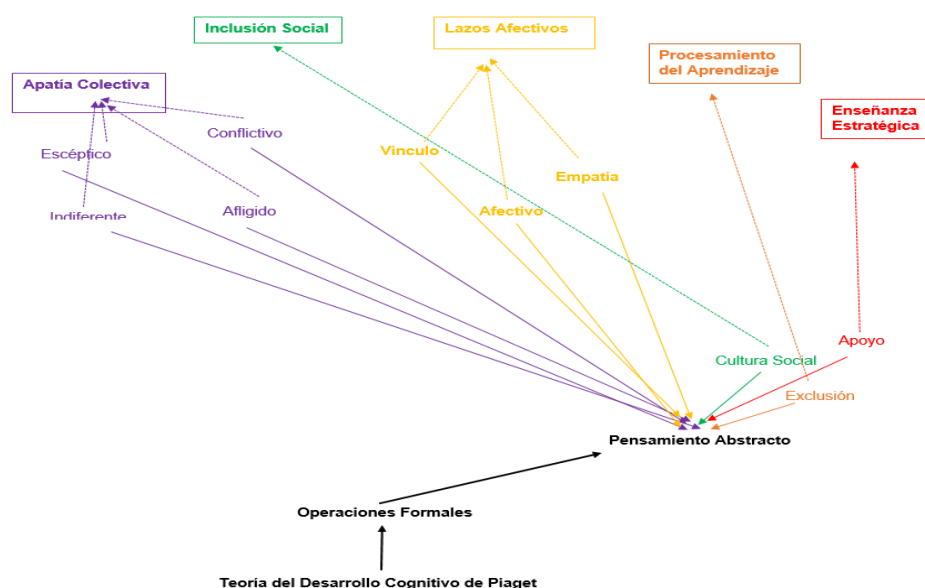 Inclusión Social
Lazos Afectivos
Procesamiento
del Aprendizaje
Apatía Colectiva
Enseñanza
Estratégica
Conflictivo
Escéptico
Vinculo
Empatía
Indiferente
Afligido
Afectivo
Apoyo
Cultura Social
Exclusión
Pensamiento Abstracto
Operaciones Formales
Teoría del Desarrollo Cognitivo de Piaget